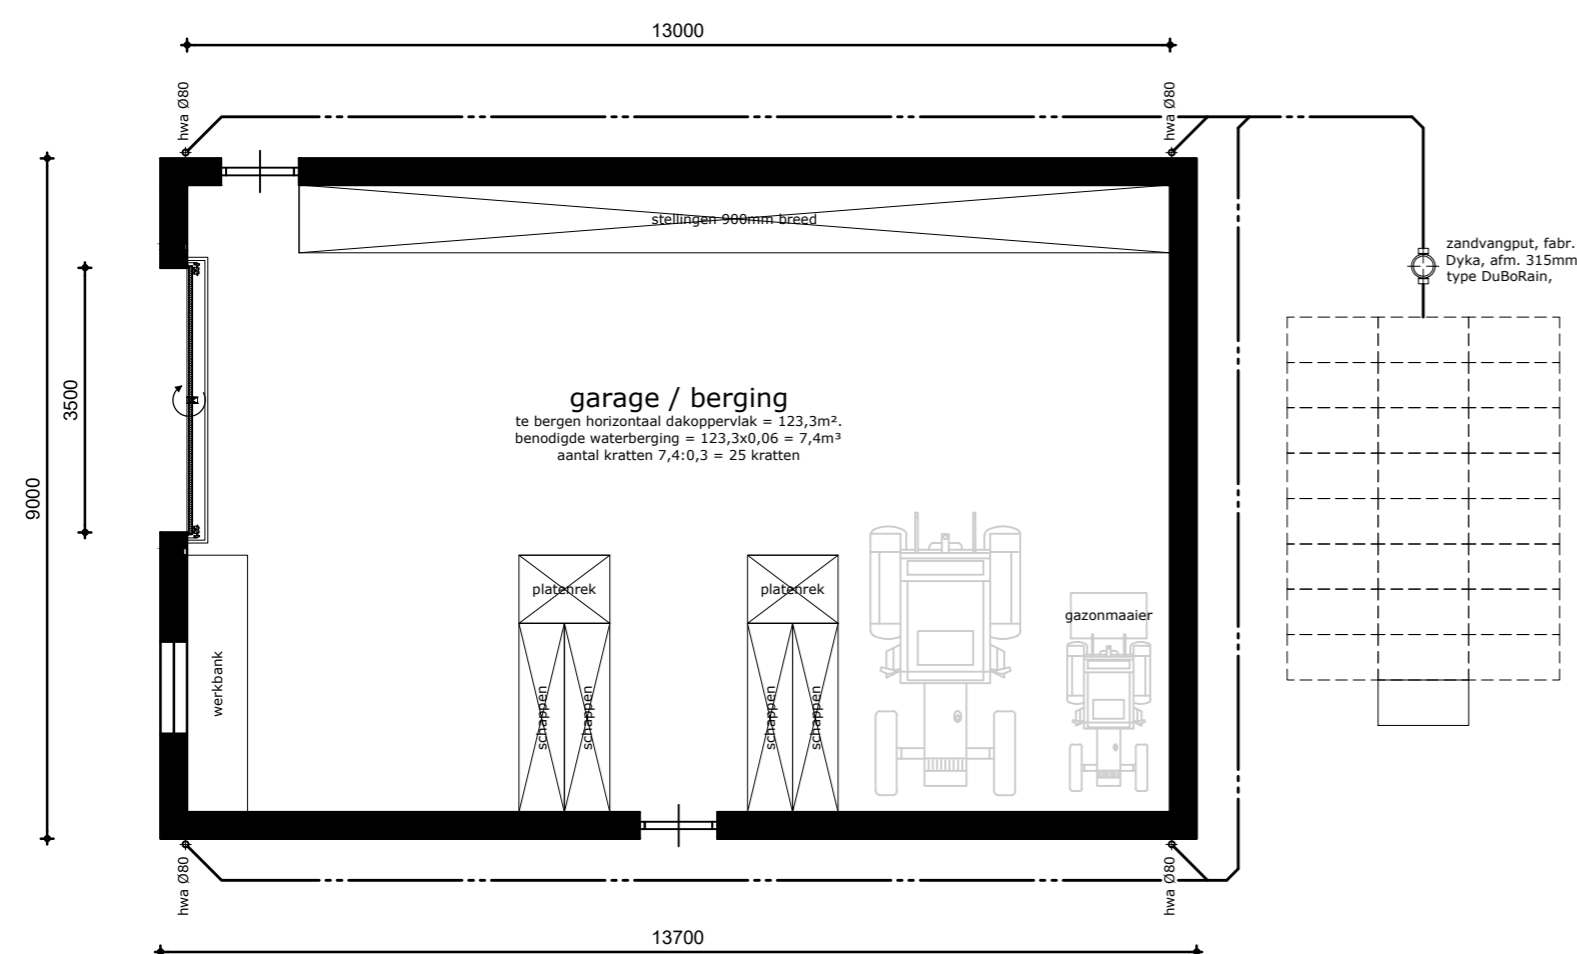 13000
hwa Ø80
hwa Ø80
stellingen 900mm breed
zandvangput, fabr.
Dyka, afm. 315mm
type DuBoRain,
3500
9000
garage / berging
te bergen horizontaal dakoppervlak = 123,3m².
benodigde waterberging = 123,3x0,06 = 7,4m³
aantal kratten 7,4:0,3 = 25 kratten
platenrek
platenrek
gazonmaaier
werkbank
schappen
schappen
schappen
schappen
hwa Ø80
hwa Ø80
13700